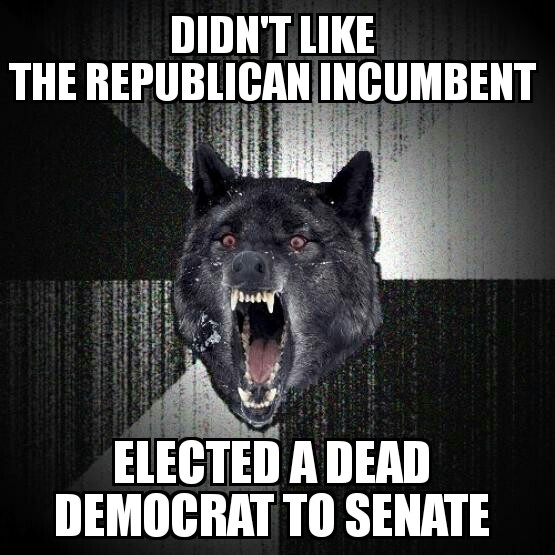 DIDN'T LIKE
THE REPUBLICAN INCUMBENT
ELECTED A DEAD
DEMOCRAT TO SENATE